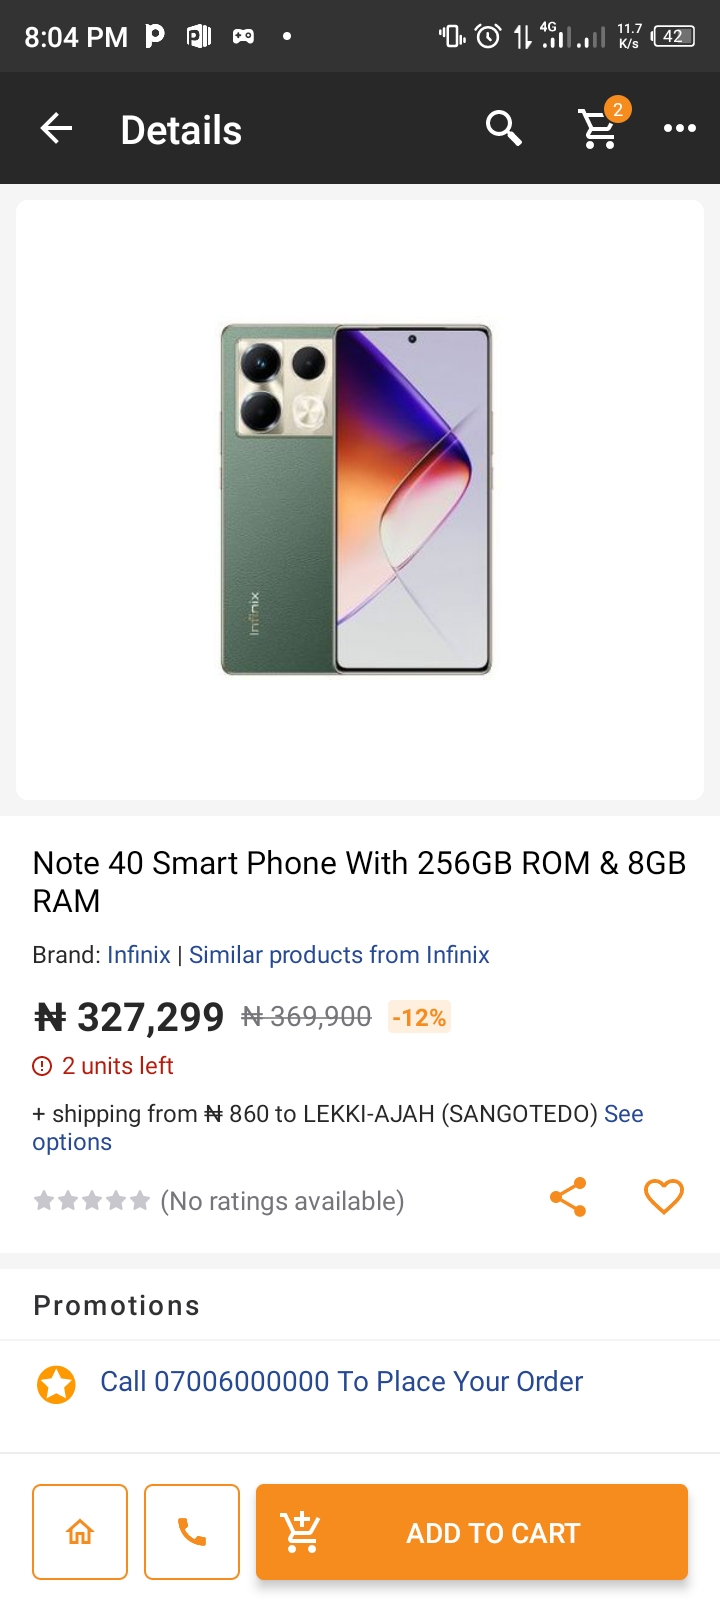 8:04 PM 4G 11.7 K/s 42
Details 2
Infinix
Note 40 Smart Phone With 256GB ROM & 8GB
RAM
Brand: Infinix | Similar products from Infinix
₦ 327,299 ₦ 369,900 -12%
2 units left
+ shipping from ₦ 860 to LEKKI-AJAH (SANGOTEDO) See
options
(No ratings available)
Promotions
Call 07006000000 To Place Your Order
ADD TO CART